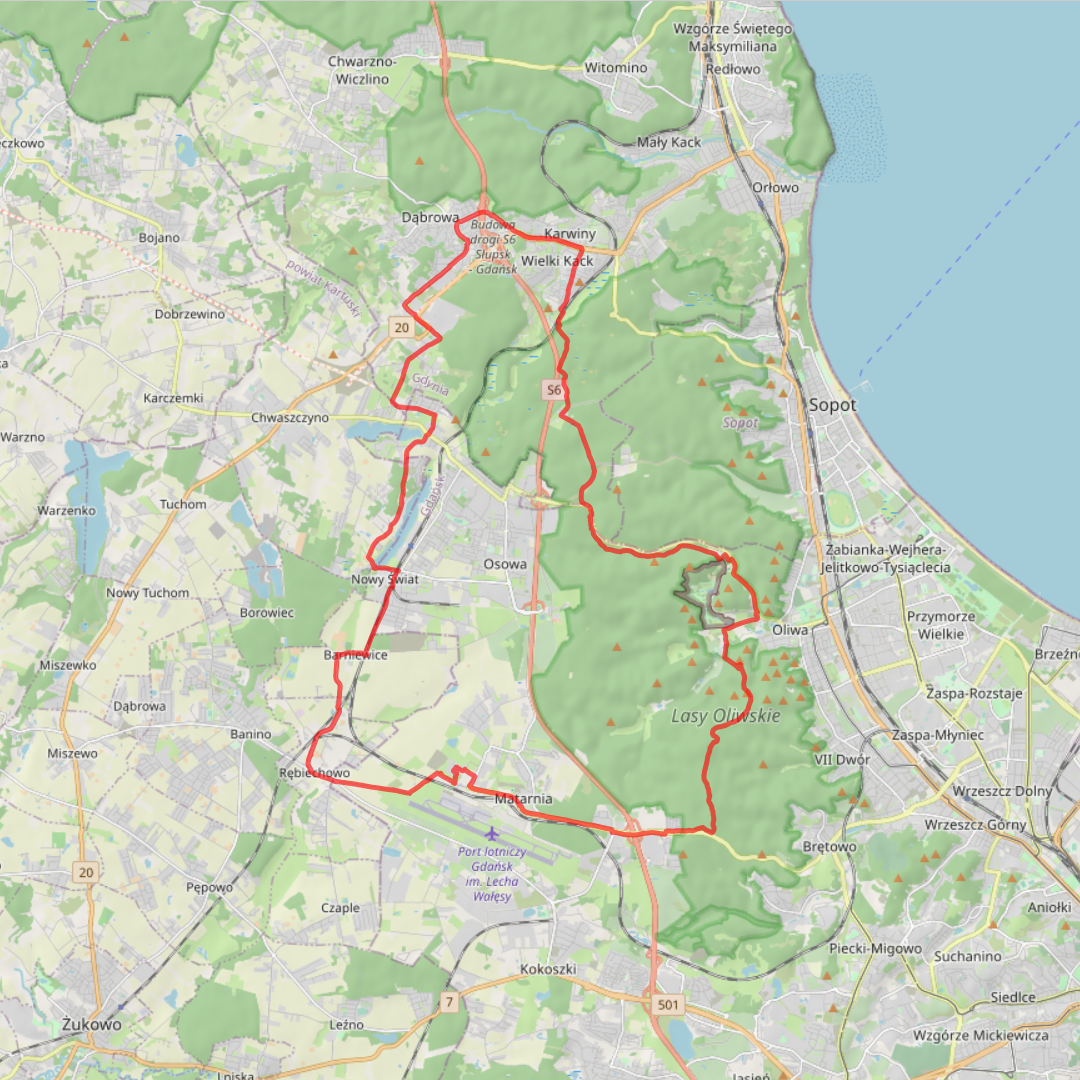 Wzgórze Świętego
Maksymiliana
Redłowo
Chwarzno-
Wiczlino
Witomino
Mały Kack
eczkowo
Orłowo
Dąbrowa
Budowa
drogi S6
Słupsk
- Gdańsk
Karwiny
Wielki Kack
Bojano
powiat Kartuski
Dobrzewino
20
Gdynia
S6
Karczemki
Chwaszczyno
Sopot
Sopot
Warzno
Gdańsk
Warzenko
Tuchom
Osowa
Żabianka-Wejhera-
Jelitkowo-Tysiąclecia
Nowy Świat
Nowy Tuchom
Borowiec
Przymorze
Wielkie
Oliwa
Brzeźno
Barniewice
Miszewko
Zaspa-Rozstaje
Dąbrowa
Lasy Oliwskie
Banino
Zaspa-Młyniec
Miszewo
VII Dwór
Rębiechowo
Wrzeszcz Dolny
Matarnia
Wrzeszcz Górny
Port lotniczy
Gdańsk
im. Lecha
Wałęsy
Brętowo
20
Pępowo
Czaple
Aniołki
Piecki-Migowo
Suchanino
Kokoszki
7
501
Siedlce
Żukowo
Leźno
Wzgórze Mickiewicza
Lniska
Jasień